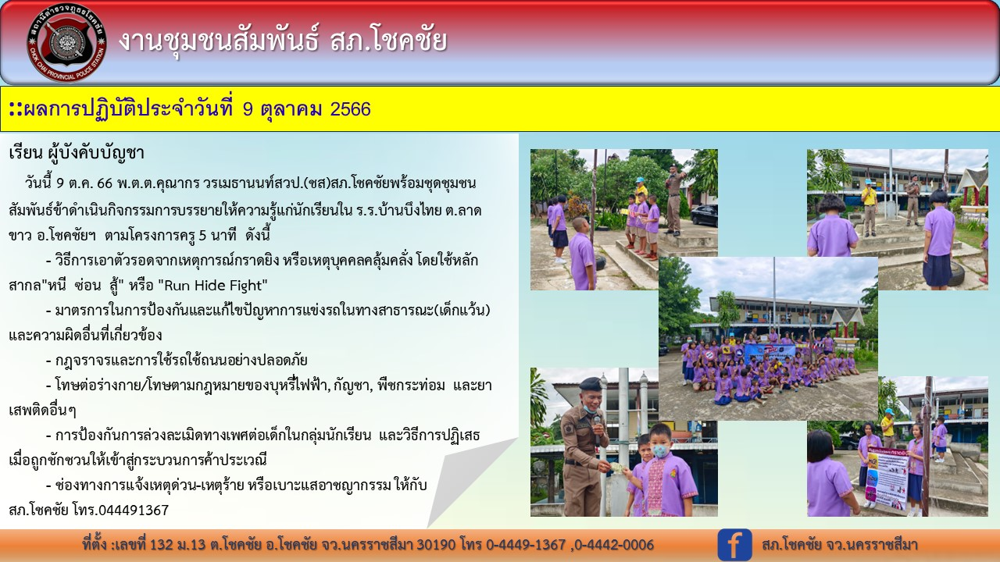 สถานีตำรวจภูธรโชคชัย
CHOK CHAI PROVINCIAL POLICE STATION
งานชุมชนสัมพันธ์ สภ.โชคชัย
::ผลการปฏิบัติประจำวันที่ 9 ตุลาคม 2566
เรียน ผู้บังคับบัญชา
วันนี้ 9 ต.ค. 66 พ.ต.ต.คุณากร วรเมธานนท์สวป.(ชส)สภ.โชคชัยพร้อมชุดชุมชน
สัมพันธ์ข้าดำเนินกิจกรรมการบรรยายให้ความรู้แก่นักเรียนใน ร.ร.บ้านบึงไทย ต.ลาด
ขาว อ.โชคชัยฯ ตามโครงการครู 5 นาที ดังนี้
- วิธีการเอาตัวรอดจากเหตุการณ์กราดยิง หรือเหตุบุคคลคลุ้มคลั่ง โดยใช้หลัก
สากล"หนี ซ่อน สู้" หรือ "Run Hide Fight"
- มาตรการในการป้องกันและแก้ไขปัญหาการแข่งรถในทางสาธารณะ(เด็กแว้น)
และความผิดอื่นที่เกี่ยวข้อง
- กฎจราจรและการใช้รถใช้ถนนอย่างปลอดภัย
- โทษต่อร่างกาย/โทษตามกฎหมายของบุหรี่ไฟฟ้า, กัญชา, พืชกระท่อม และยา
เสพติดอื่นๆ
- การป้องกันการล่วงละเมิดทางเพศต่อเด็กในกลุ่มนักเรียน และวิธีการปฏิเสธ
เมื่อถูกชักชวนให้เข้าสู่กระบวนการค้าประเวณี
- ช่องทางการแจ้งเหตุด่วน-เหตุร้าย หรือเบาะแสอาชญากรรม ให้กับ
สภ.โชคชัย โทร.044491367
ที่ตั้ง :เลขที่ 132 ม.13 ต.โชคชัย อ.โชคชัย จว.นครราชสีมา 30190 โทร 0-4449-1367 ,0-4442-0006
สภ.โชคชัย จว.นครราชสีมา